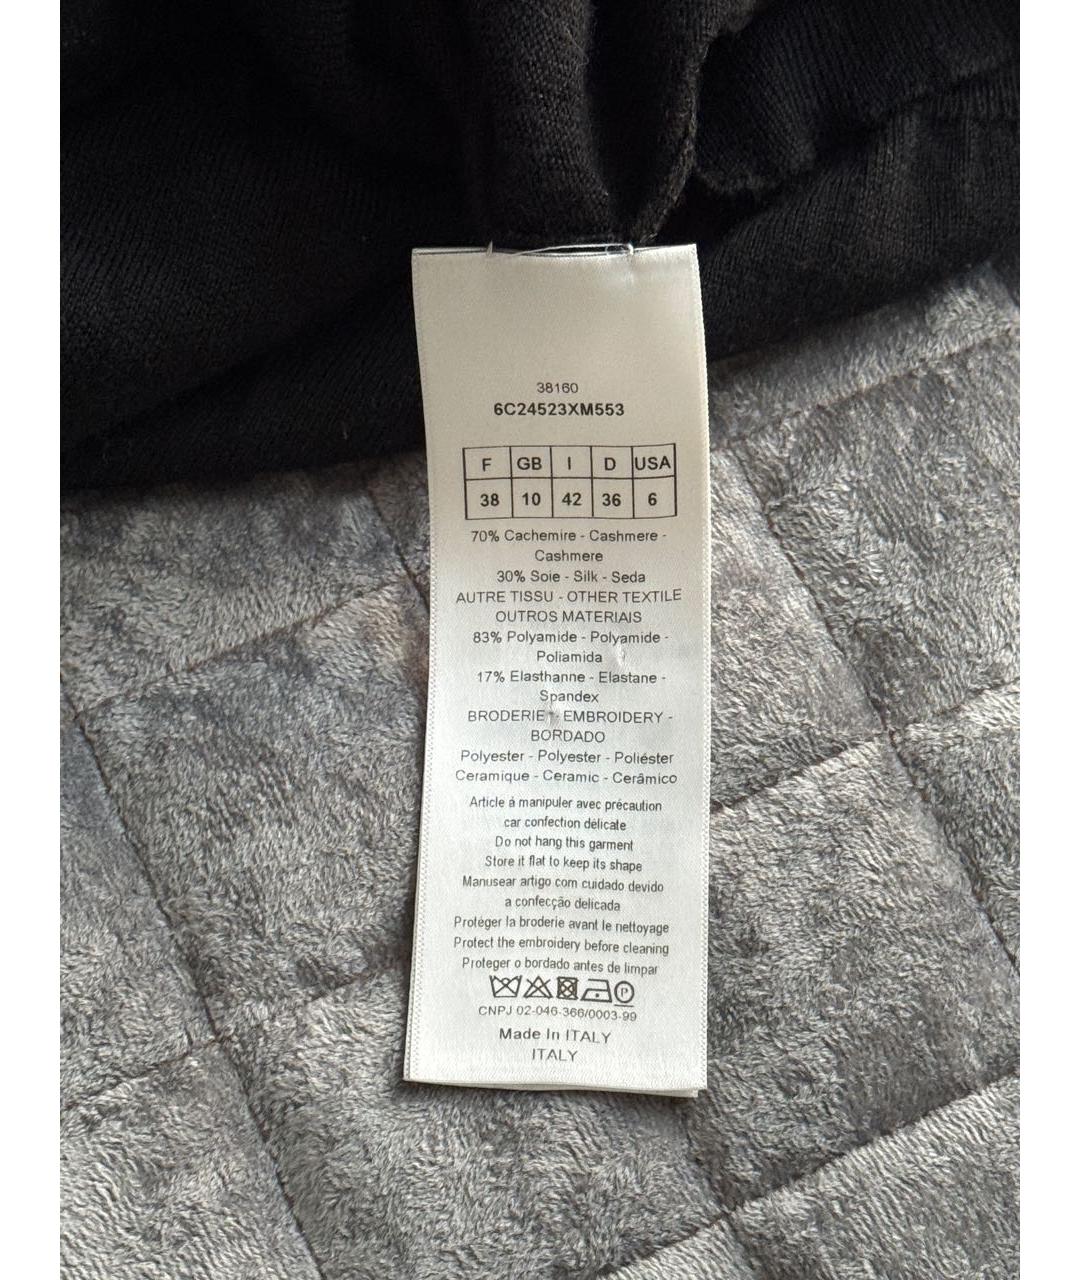 38160
6C24523XM553
F GB I D USA
38 10 42 36 6
70% Cachemire - Cashmere -
Cashmere
30% Soie - Silk - Seda
AUTRE TISSU - OTHER TEXTILE
OUTROS MATERIAIS
83% Polyamide - Polyamide -
Poliamida
17% Elasthanne - Elastane -
Spandex
BRODERIE - EMBROIDERY -
BORDADO
Polyester - Polyester - Poliéster
Ceramique - Ceramic - Cerâmico
Article à manipuler avec précaution
car confection délicate
Do not hang this garment
Store it flat to keep its shape
Manusear artigo com cuidado devido
a confecção delicada
Protéger la broderie avant le nettoyage
Protect the embroidery before cleaning
Proteger o bordado antes de limpar
P
CNPJ 02-046-366/0003-99
Made In ITALY
ITALY